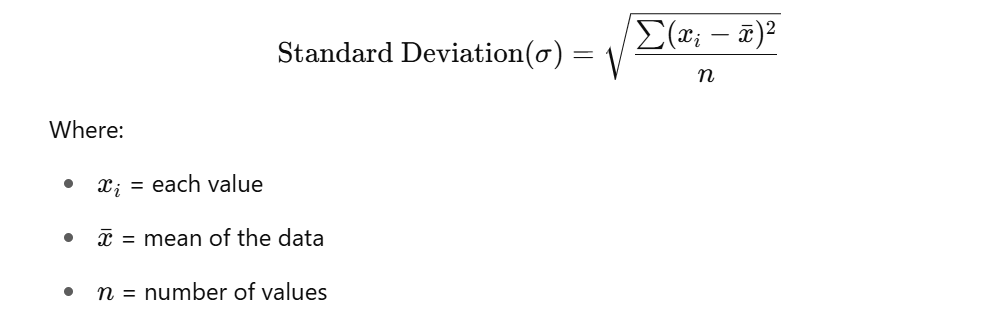 Standard Deviation(σ) = √(∑(xᵢ − x̄)² / n)
Where:
• xᵢ = each value
• x̄ = mean of the data
• n = number of values